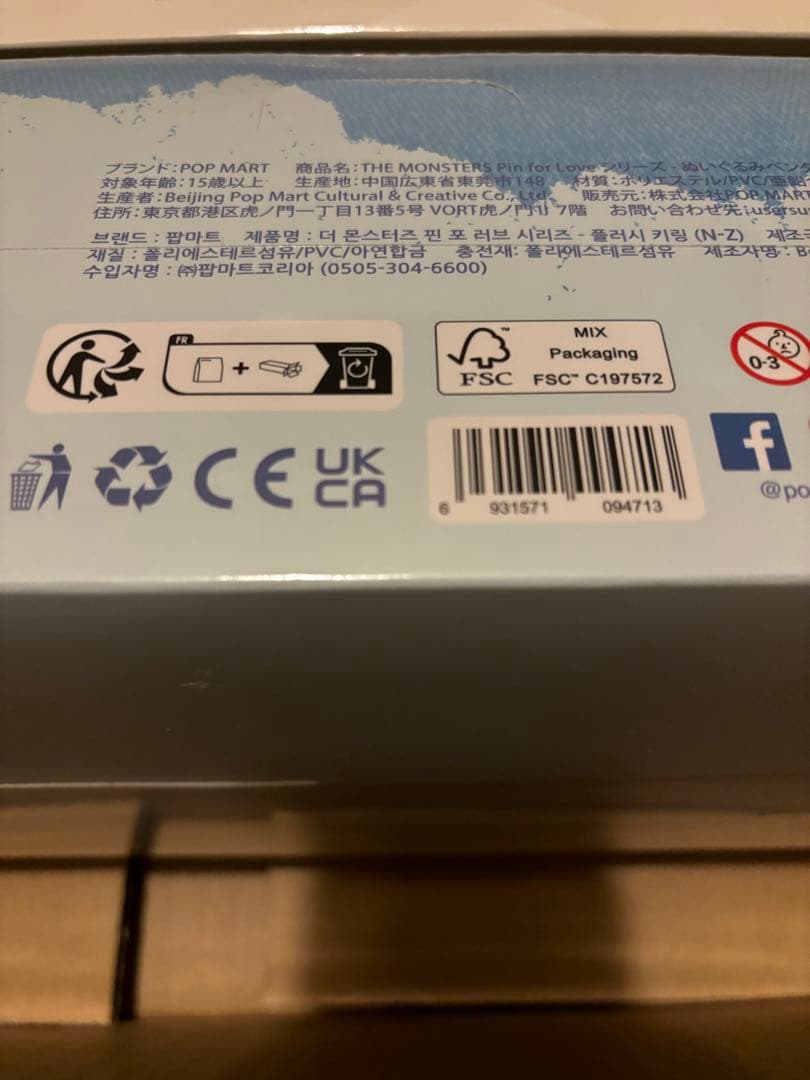 ブランド：POP MART 商品名：THE MONSTERS Pin for Love シリーズ - ぬいぐるみペンダ
対象年齢：15歳以上 生産地：中国広東省東莞市148 材質：ポリエステル/PVC/亜鉛
生産者：Beijing Pop Mart Cultural & Creative Co., Ltd. 販売元：株式会社POP MART
住所：東京都港区虎ノ門一丁目13番5号 VORT虎ノ門II 7階 お問い合わせ先：usersu
브랜드 : 팝마트 제품명 : 더 몬스터즈 핀 포 러브 시리즈 - 플러시 키링 (N-Z) 제조국
재질 : 폴리에스테르섬유/PVC/아연합금 충전재: 폴리에스테르섬유 제조자명 : Be
수입자명 : ㈜팝마트코리아 (0505-304-6600)
FR
+
FSC™
MIX
Packaging
FSC™ C197572
0-3
CE
UK
CA
6 931571 094713
f
@po